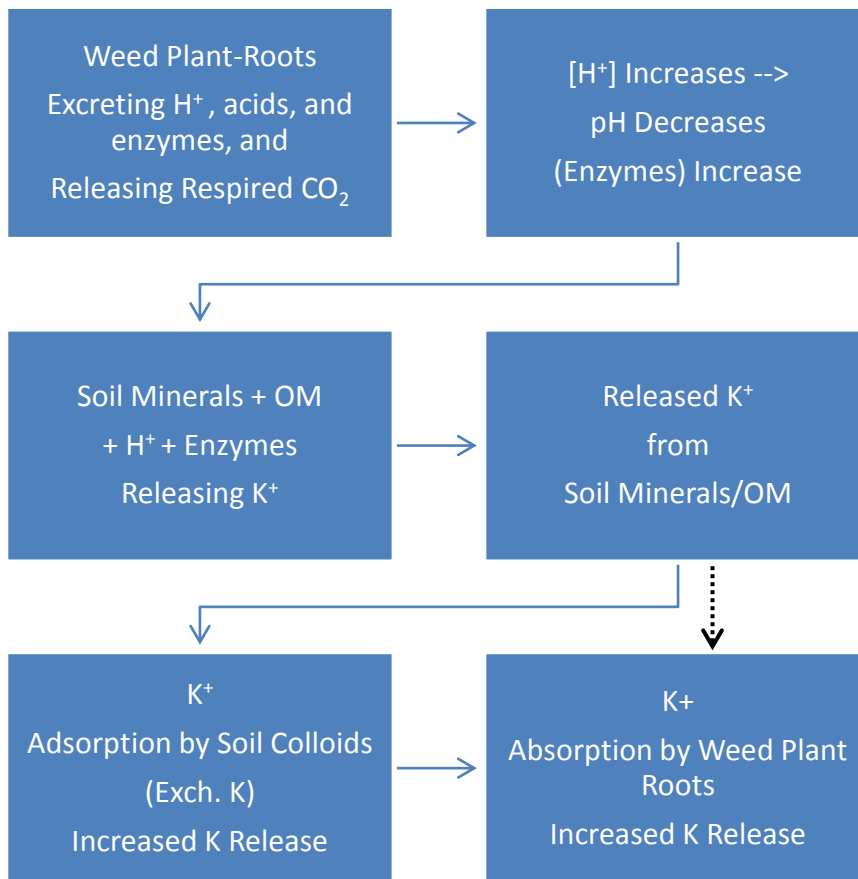 Weed Plant-Roots
Excreting H⁺ , acids, and
enzymes, and
Releasing Respired CO₂
[H⁺] Increases -->
pH Decreases
(Enzymes) Increase
Soil Minerals + OM
+ H⁺ + Enzymes
Releasing K⁺
Released K⁺
from
Soil Minerals/OM
K⁺
Adsorption by Soil Colloids
(Exch. K)
Increased K Release
K+
Absorption by Weed Plant
Roots
Increased K Release